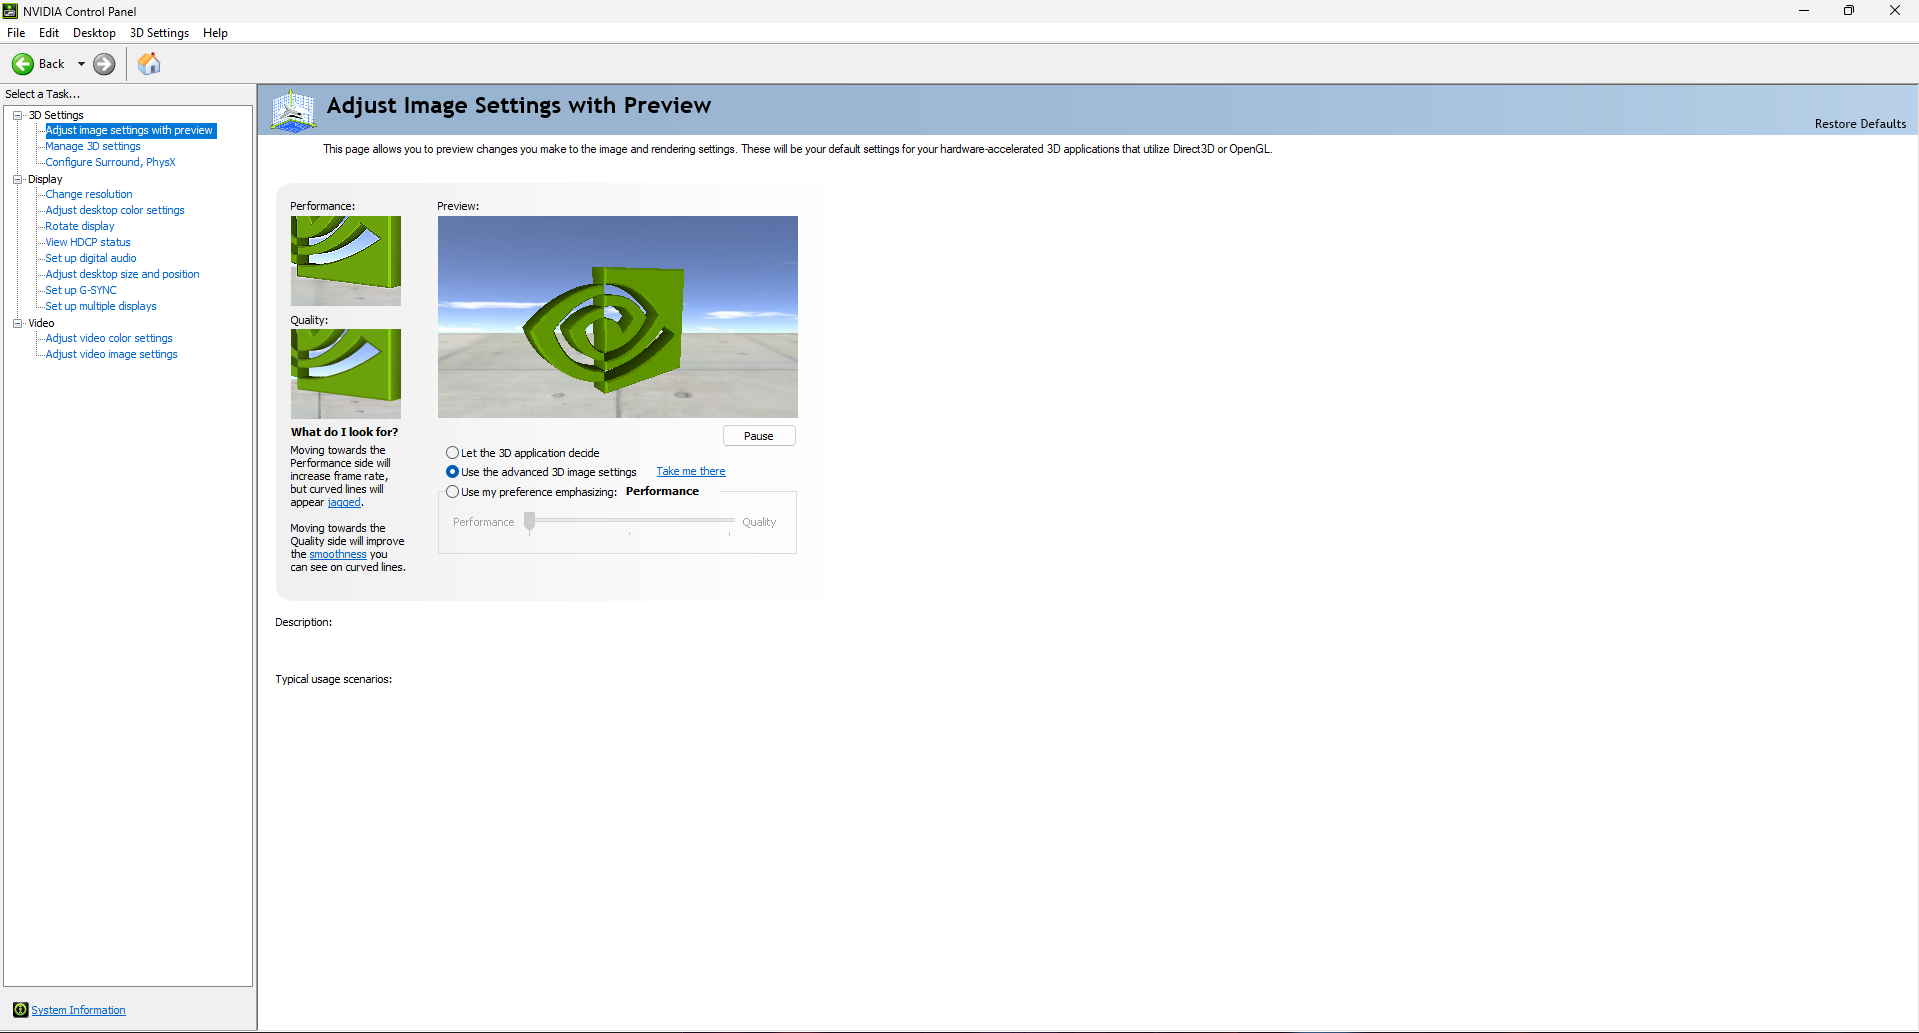 NVIDIA Control Panel
File Edit Desktop 3D Settings Help
Back
Select a Task...
3D Settings
Adjust image settings with preview
Manage 3D settings
Configure Surround, PhysX
Display
Change resolution
Adjust desktop color settings
Rotate display
View HDCP status
Set up digital audio
Adjust desktop size and position
Set up G-SYNC
Set up multiple displays
Video
Adjust video color settings
Adjust video image settings
System Information
Adjust Image Settings with Preview
Restore Defaults
This page allows you to preview changes you make to the image and rendering settings. These will be your default settings for your hardware-accelerated 3D applications that utilize Direct3D or OpenGL.
Performance:
Quality:
What do I look for?
Moving towards the
Performance side will
increase frame rate,
but curved lines will
appear jagged.
Moving towards the
Quality side will improve
the smoothness you
can see on curved lines.
Preview:
Pause
Let the 3D application decide
Use the advanced 3D image settings Take me there
Use my preference emphasizing: Performance
Performance Quality
Description:
Typical usage scenarios: